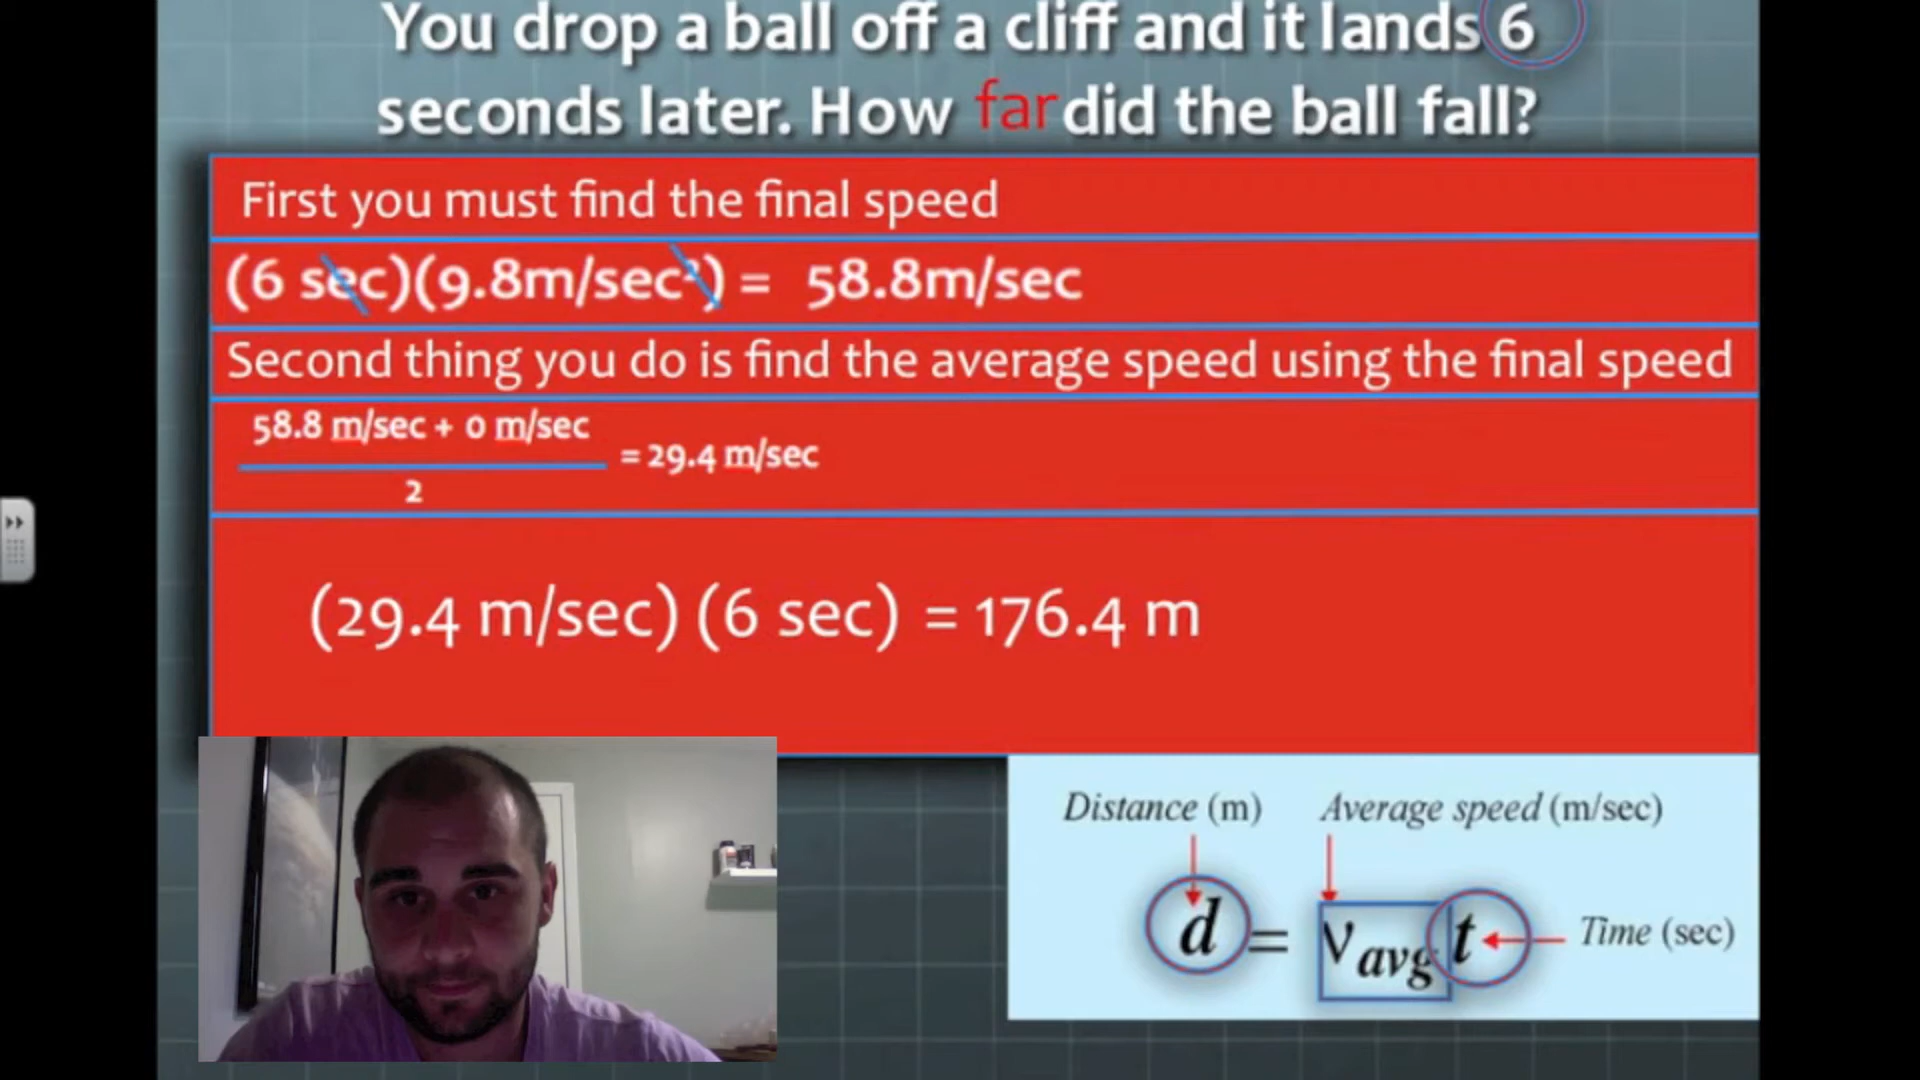 You drop a ball off a cliff and it lands 6
seconds later. How far did the ball fall?
First you must find the final speed
(6 sec)(9.8m/sec²) = 58.8m/sec
Second thing you do is find the average speed using the final speed
58.8 m/sec + 0 m/sec
= 29.4 m/sec
2
(29.4 m/sec) (6 sec) = 176.4 m
Distance (m) Average speed (m/sec)
d = vavg t Time (sec)